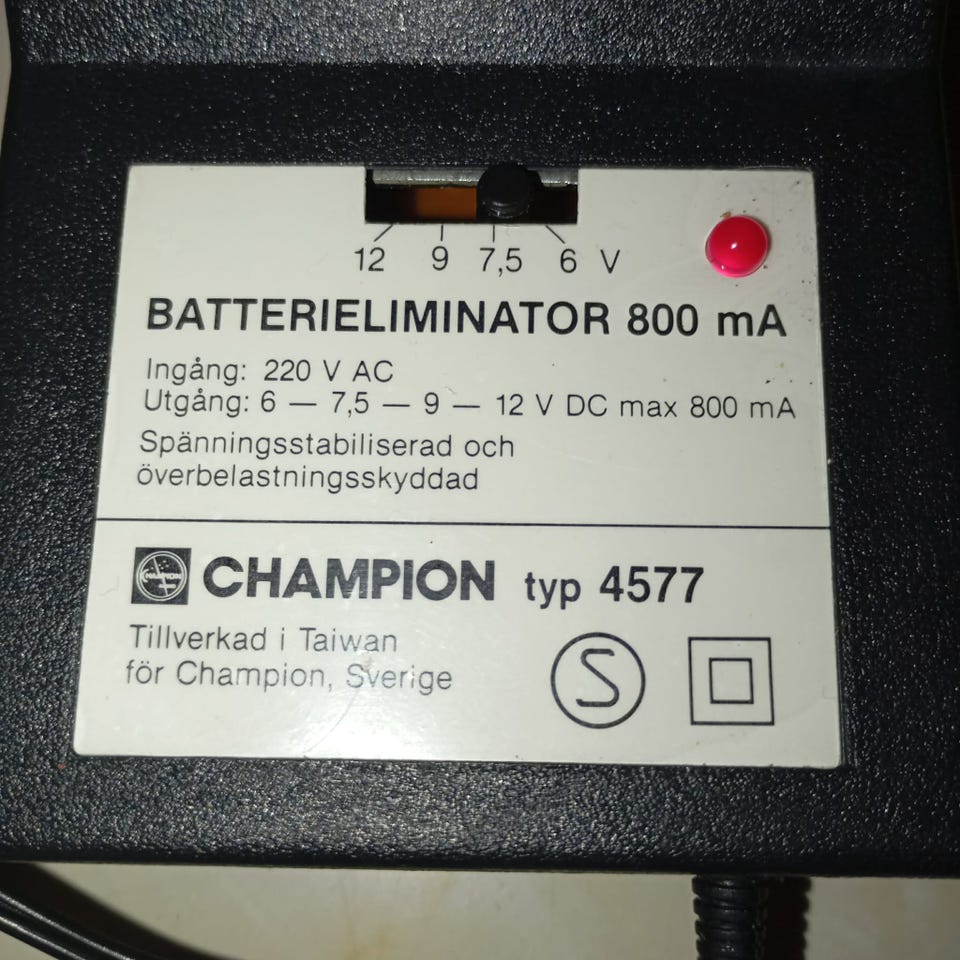 12 9 7,5 6 V
BATTERIELIMINATOR 800 mA
Ingång: 220 V AC
Utgång: 6 — 7,5 — 9 — 12 V DC max 800 mA
Spänningsstabiliserad och
överbelastningsskyddad
CHAMPION
CHAMPION typ 4577
Tillverkad i Taiwan
för Champion, Sverige
S